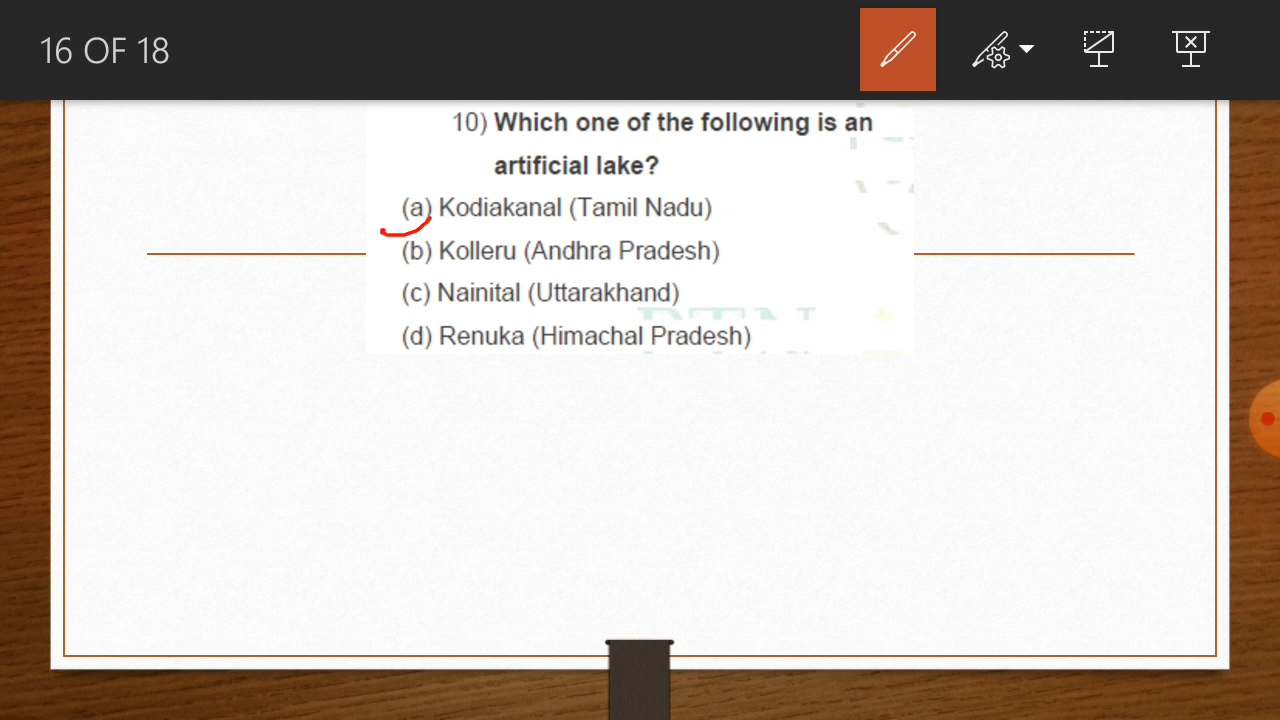 16 OF 18
10) Which one of the following is an
artificial lake?
(a) Kodiakanal (Tamil Nadu)
(b) Kolleru (Andhra Pradesh)
(c) Nainital (Uttarakhand)
(d) Renuka (Himachal Pradesh)